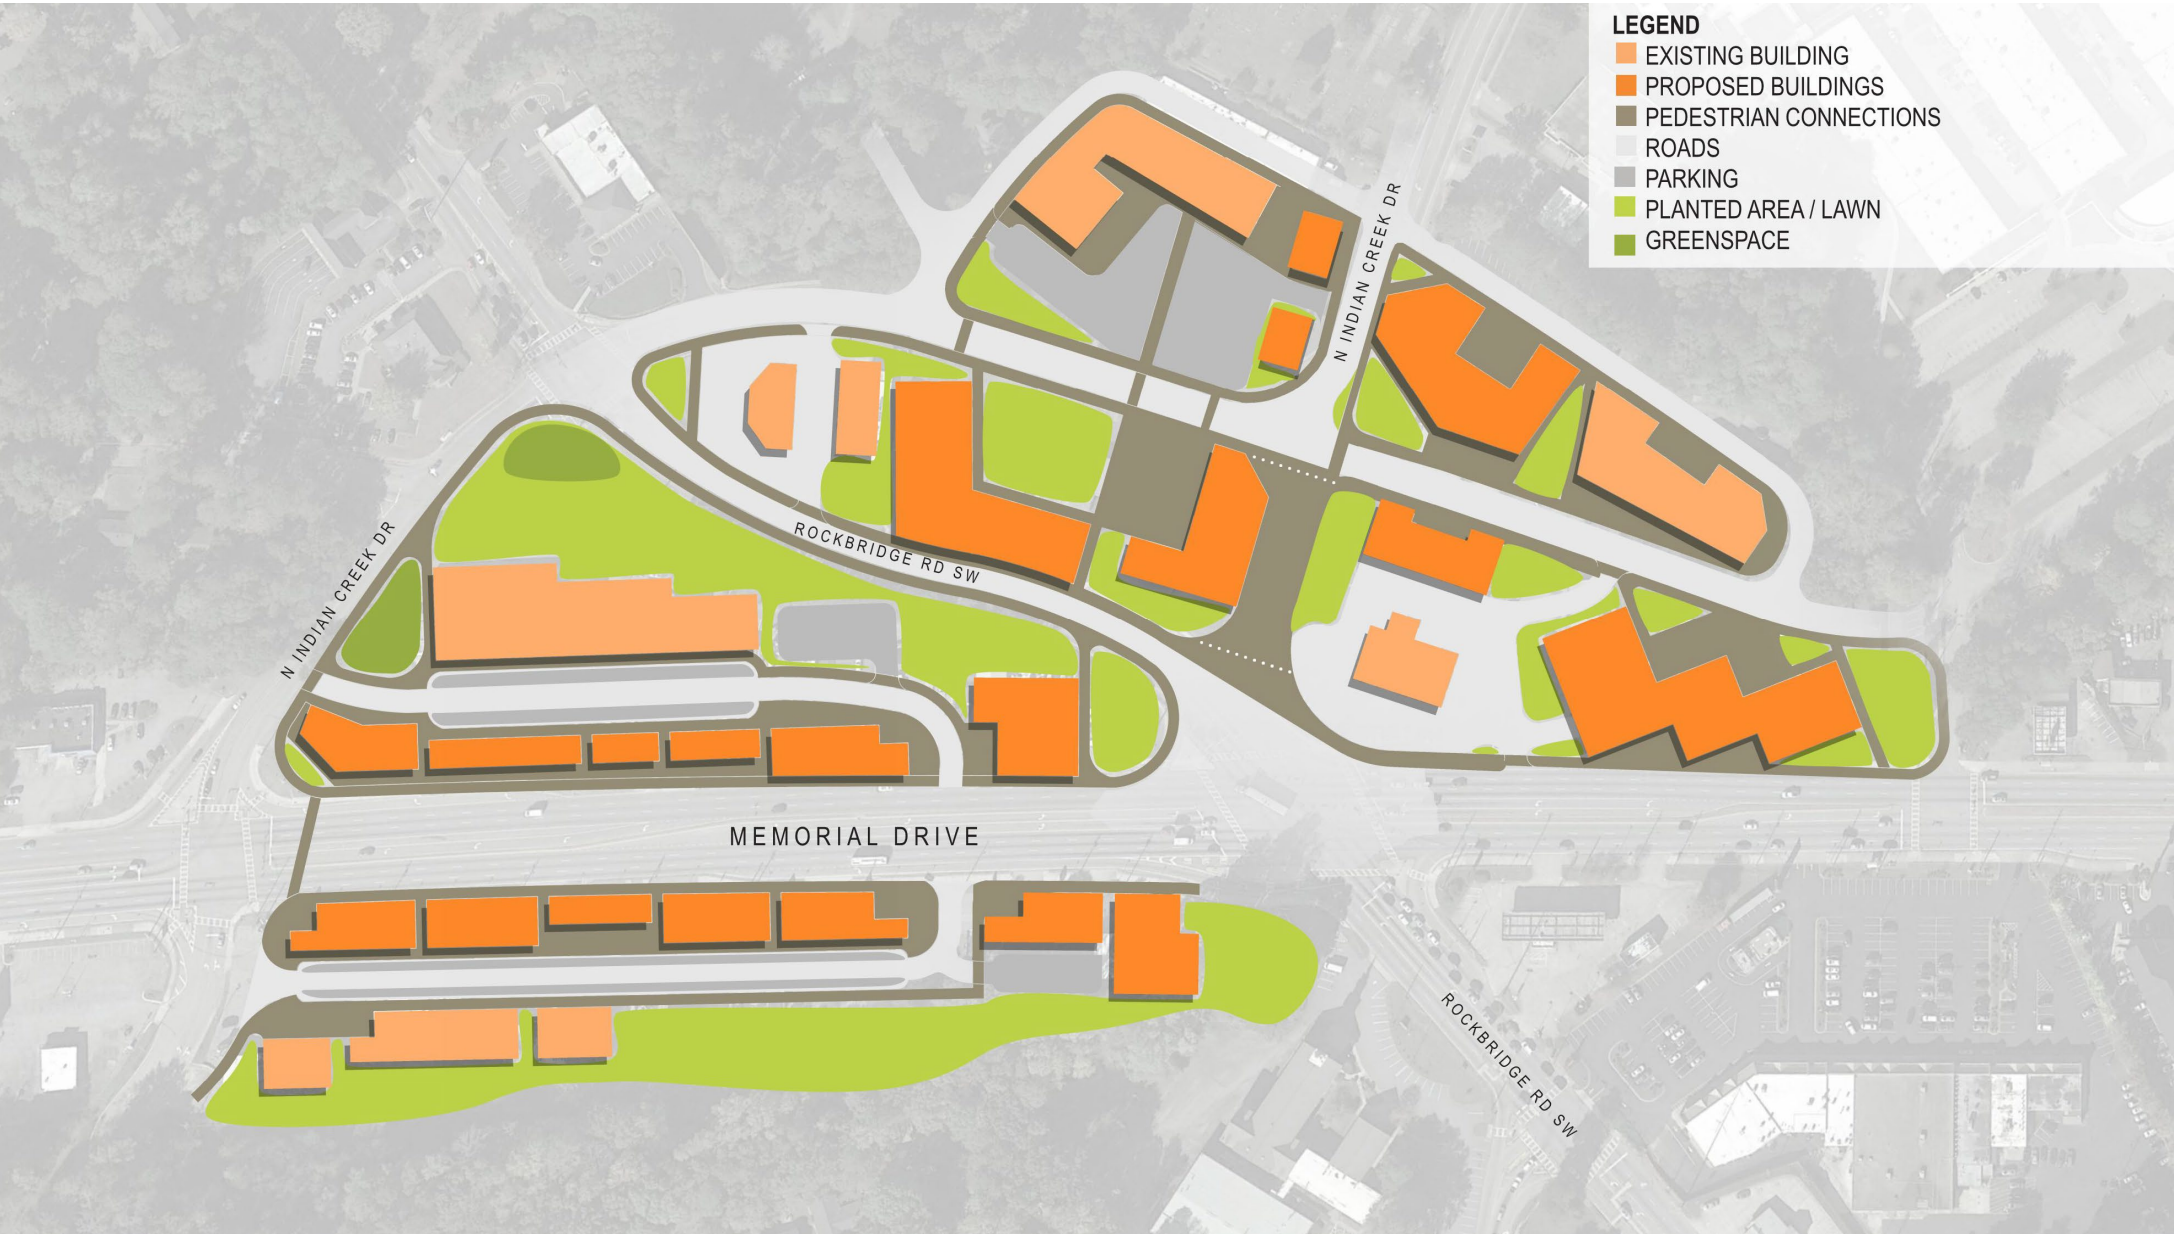 LEGEND
EXISTING BUILDING
PROPOSED BUILDINGS
PEDESTRIAN CONNECTIONS
ROADS
PARKING
PLANTED AREA / LAWN
GREENSPACE
N INDIAN CREEK DR
ROCKBRIDGE RD SW
N INDIAN CREEK DR
MEMORIAL DRIVE
ROCKBRIDGE RD SW